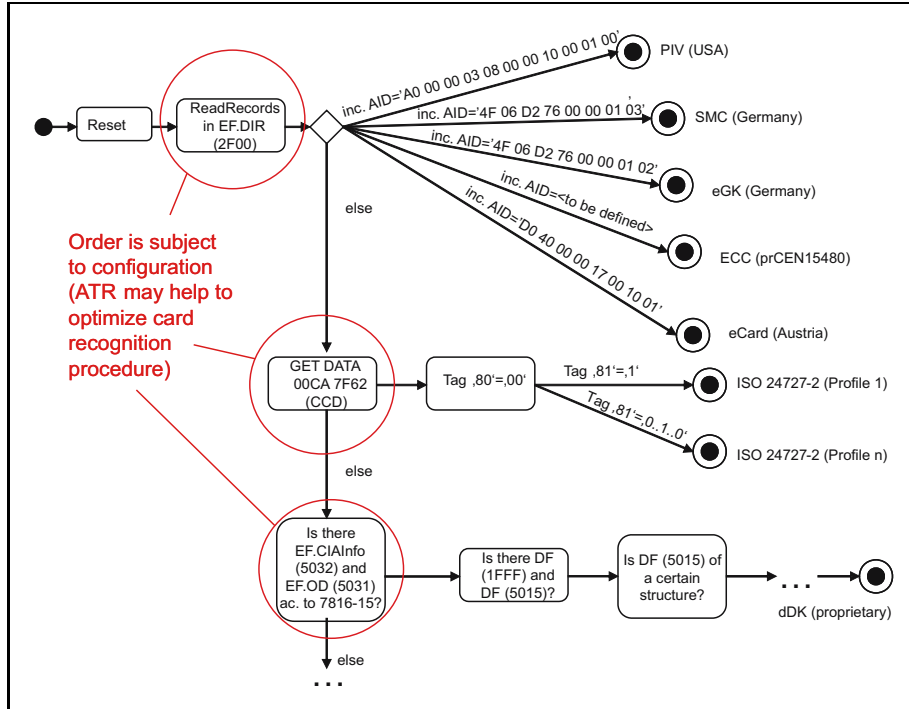 inc. AID='A0 00 00 03 08 00 00 10 00 01 00'
PIV (USA)
Reset
ReadRecords
in EF.DIR
(2F00)
inc. AID='4F 06 D2 76 00 00 01 03'
SMC (Germany)
inc. AID='4F 06 D2 76 00 00 01 02'
eGK (Germany)
inc. AID=<to be defined>
ECC (prCEN15480)
inc. AID='D0 40 00 00 17 00 10 01'
eCard (Austria)
else
Order is subject
to configuration
(ATR may help to
optimize card
recognition
procedure)
GET DATA
00CA 7F62
(CCD)
Tag ‚80‘=‚00‘
Tag ‚81‘=‚1‘
ISO 24727-2 (Profile 1)
Tag ‚81‘=‚0..1..0‘
ISO 24727-2 (Profile n)
else
Is there
EF.CIAInfo
(5032) and
EF.OD (5031)
ac. to 7816-15?
Is there DF
(1FFF) and
DF (5015)?
Is DF (5015) of
a certain
structure?
. . .
dDK (proprietary)
else
. . .